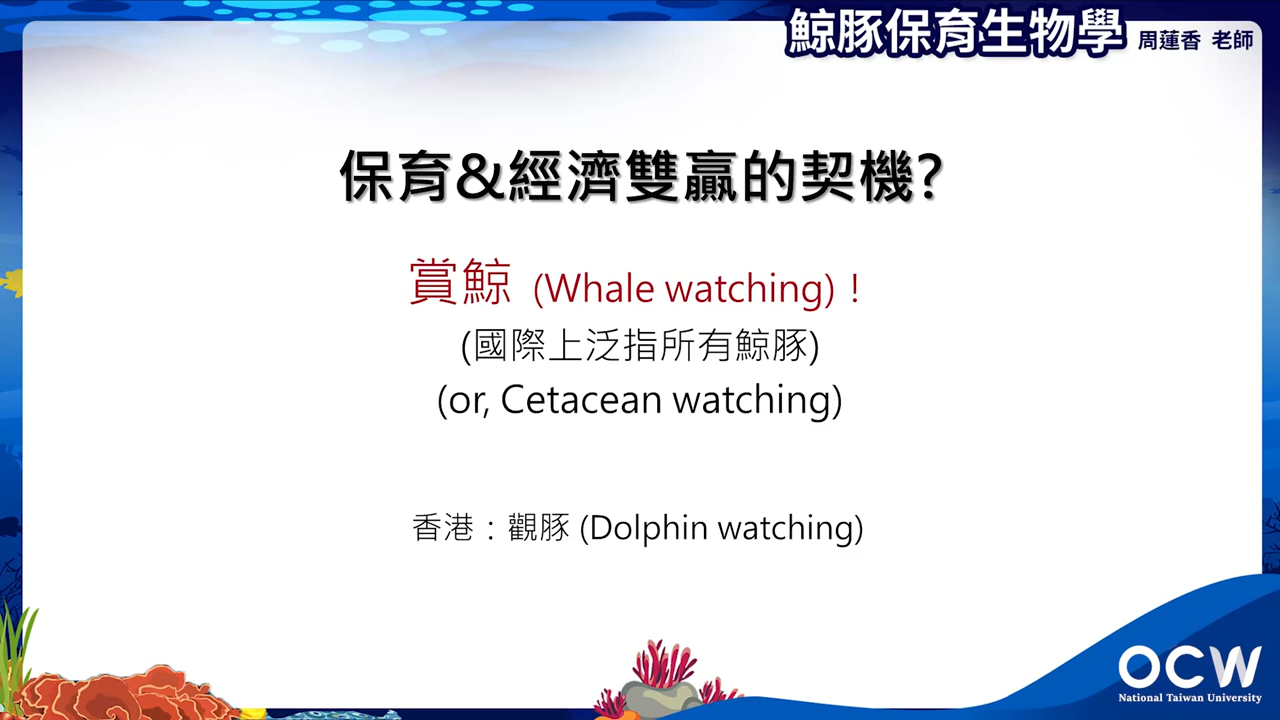 鯨豚保育生物學 周蓮香 老師
保育&經濟雙贏的契機?
賞鯨 (Whale watching)！
(國際上泛指所有鯨豚)
(or, Cetacean watching)
香港：觀豚 (Dolphin watching)
OCW
National Taiwan University